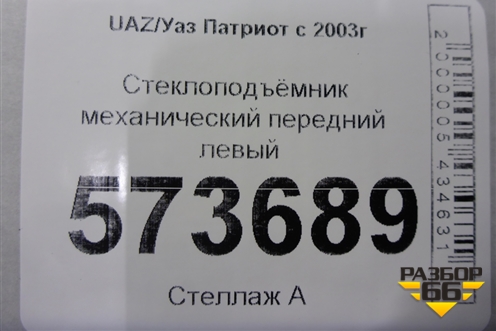 UAZ/Уаз Патриот с 2003г
Стеклоподъёмник
механический передний
левый
573689
Стеллаж А
2000005434631
РАЗБОР
66